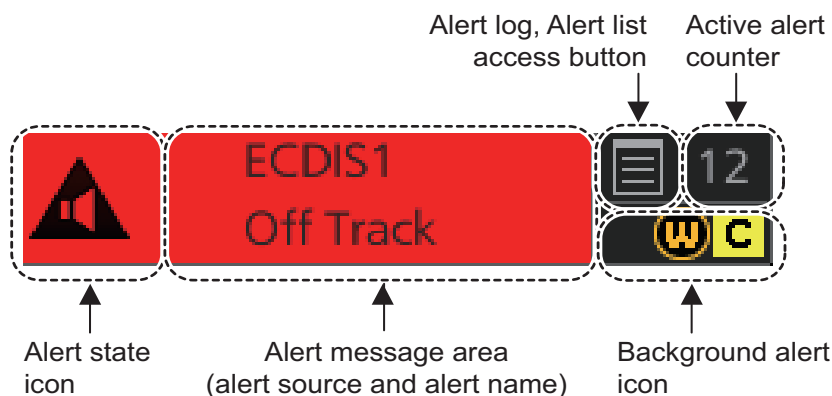 Alert log, Alert list
access button
Active alert
counter
ECDIS1
Off Track
12
W C
Alert state
icon
Alert message area
(alert source and alert name)
Background alert
icon